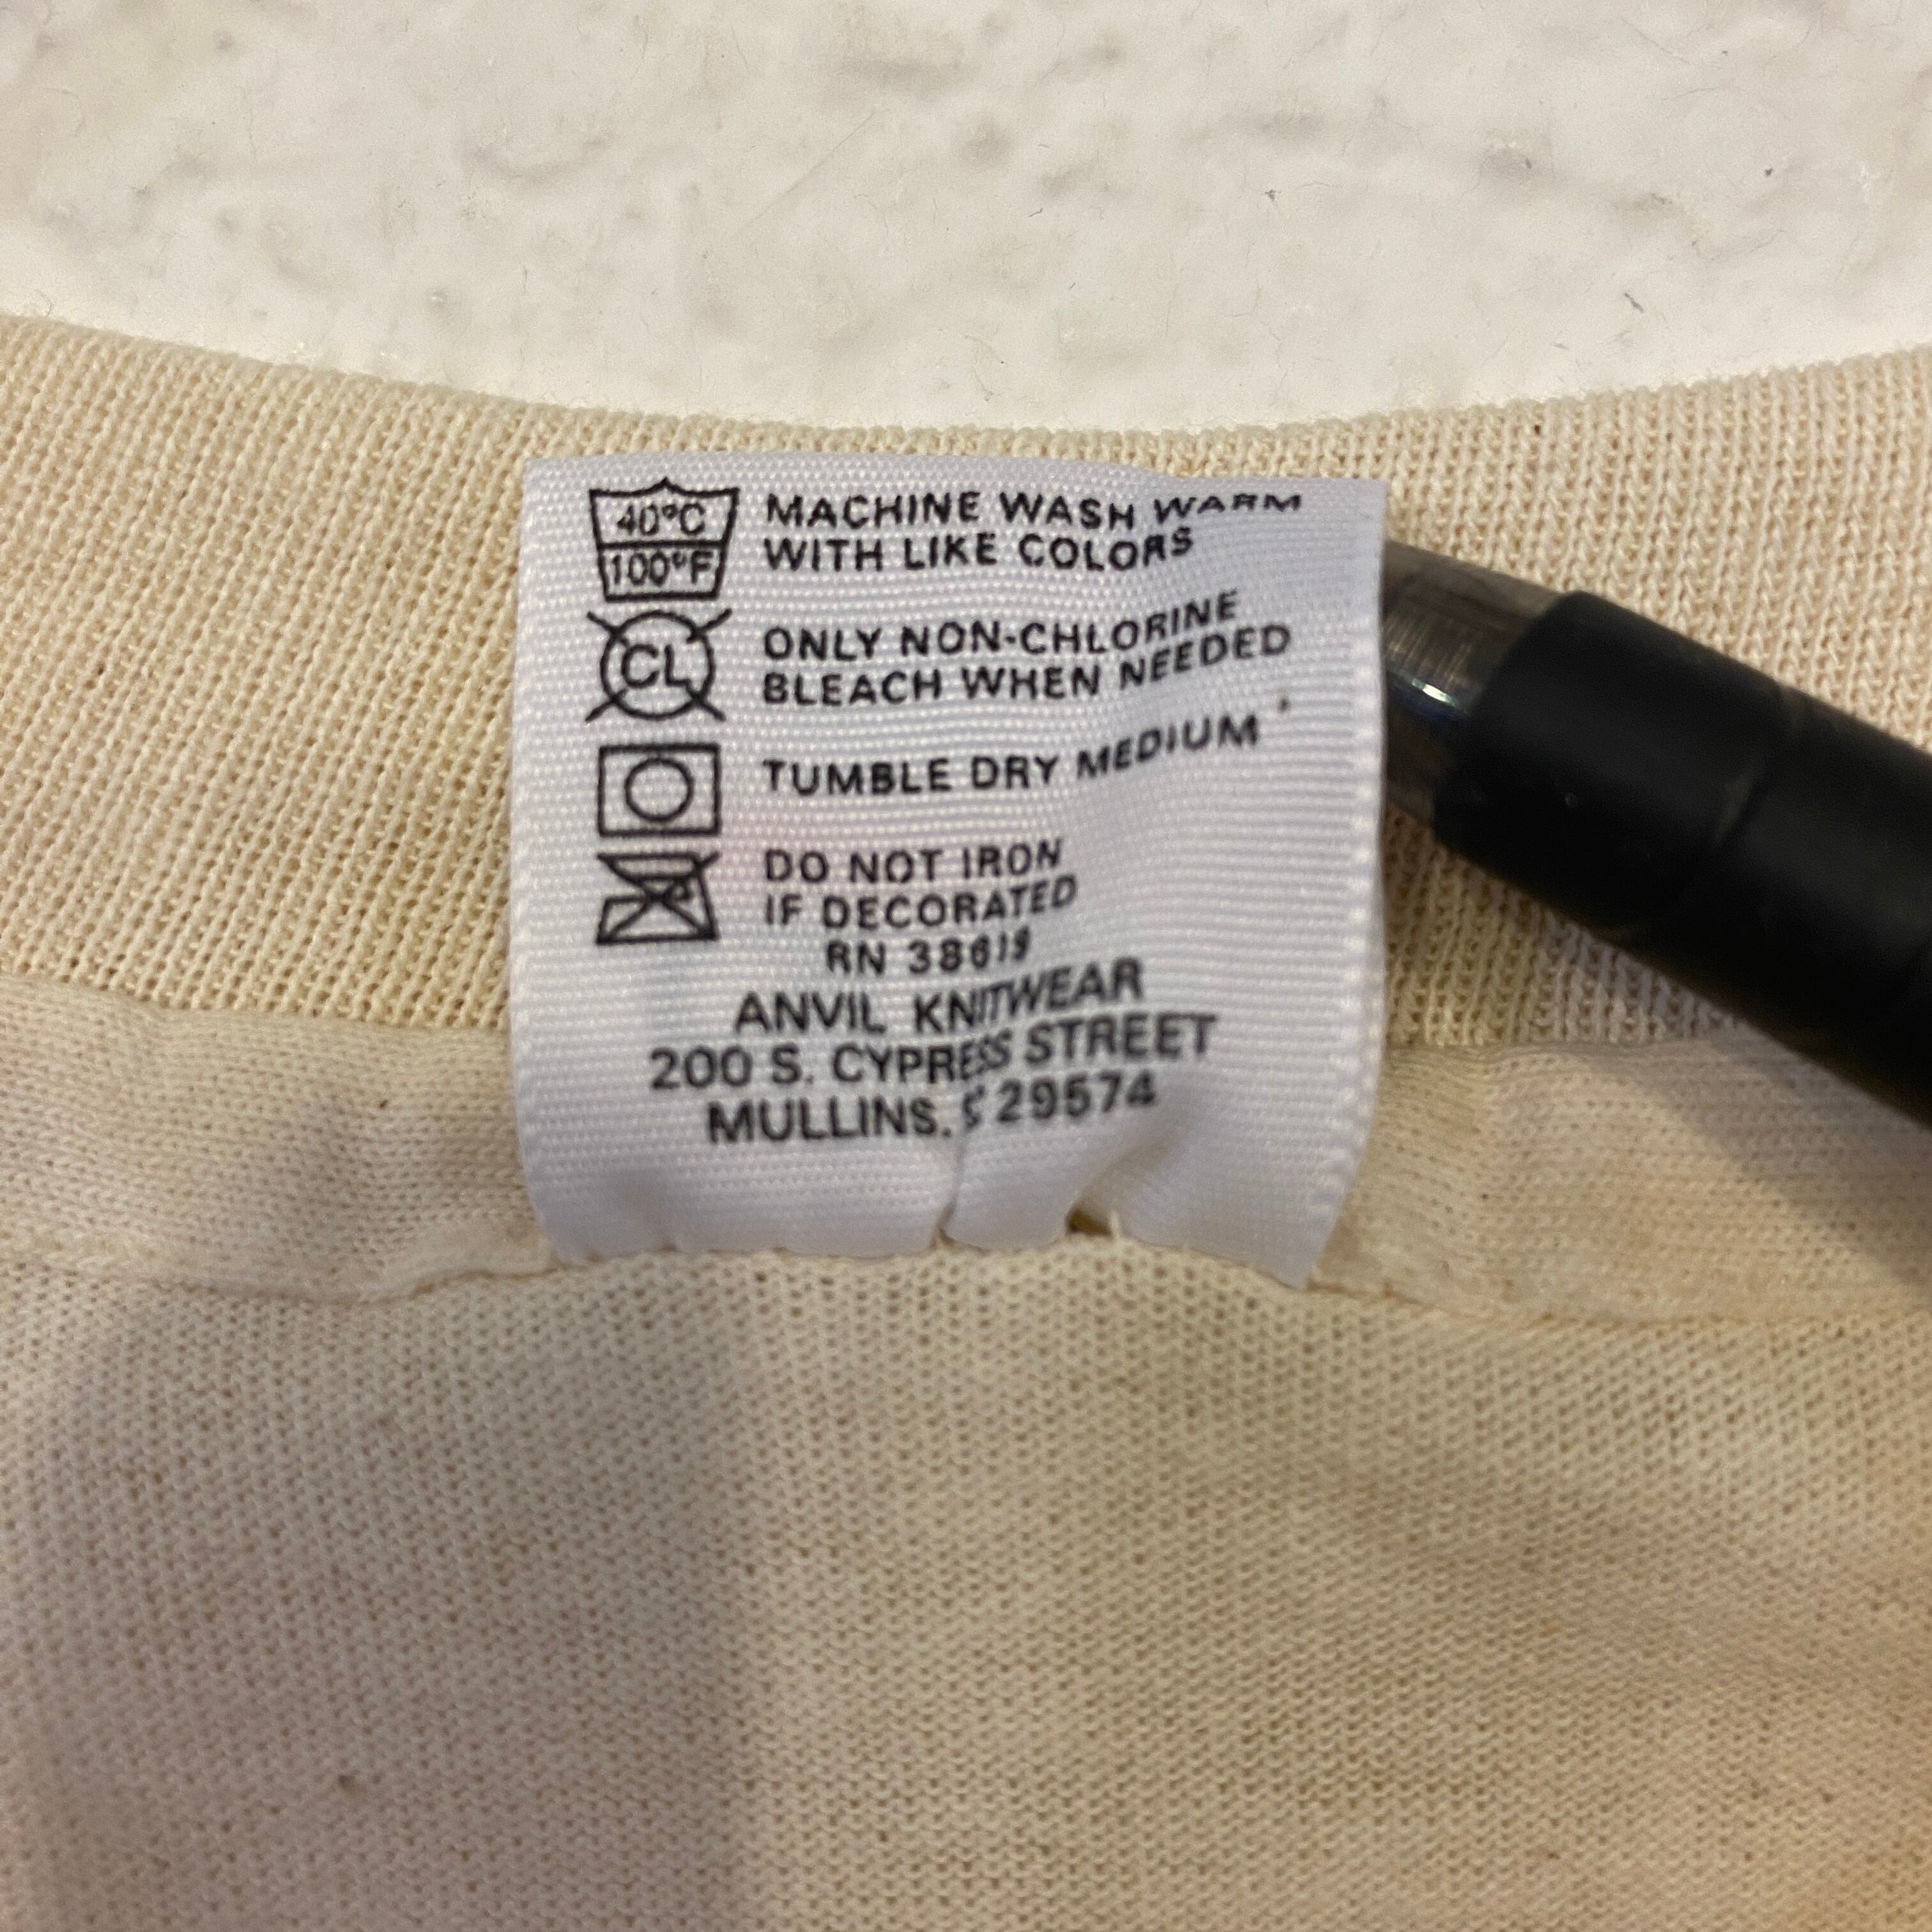 40°C
100°F
MACHINE WASH WARM
WITH LIKE COLORS
CL
ONLY NON-CHLORINE
BLEACH WHEN NEEDED
TUMBLE DRY MEDIUM
DO NOT IRON
IF DECORATED
RN 38619
ANVIL KNITWEAR
200 S. CYPRESS STREET
MULLINS, 29574